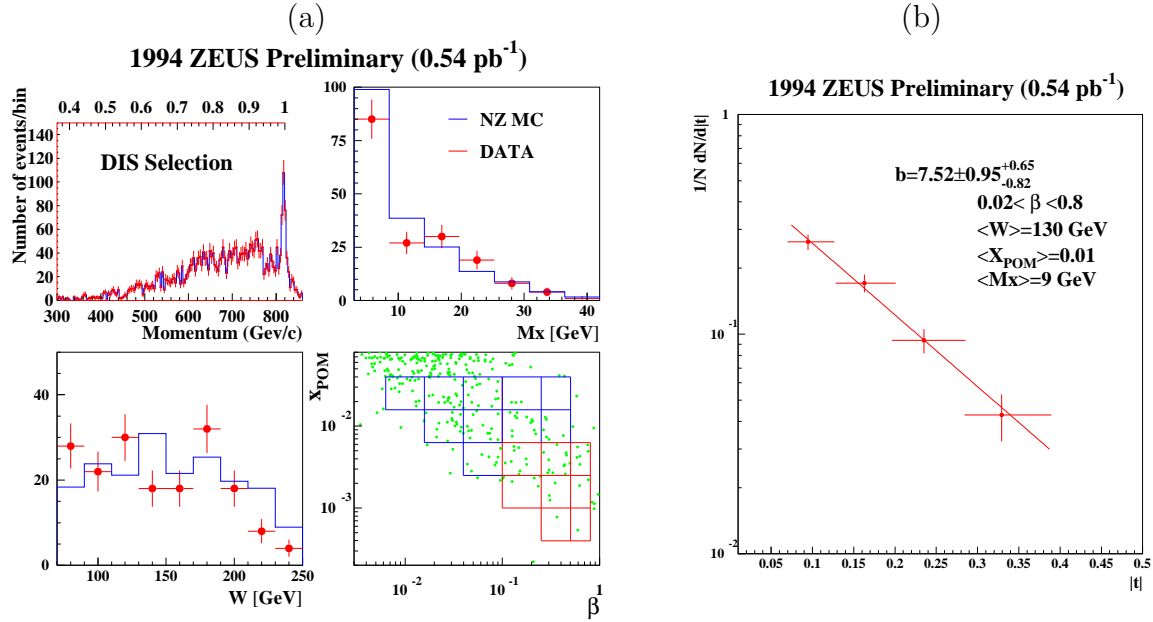 (a)
1994 ZEUS Preliminary (0.54 pb-1)
0.4 0.5 0.6 0.7 0.8 0.9 1
Number of events/bin
140
120
100
80
60
40
20
0
DIS Selection
300 400 500 600 700 800
Momentum (Gev/c)
100
75
50
25
0
NZ MC
DATA
10 20 30 40
Mx [GeV]
40
20
0
100 150 200 250
W [GeV]
xPOM
10-2
10-3
10-2 10-1 1
β
(b)
1994 ZEUS Preliminary (0.54 pb-1)
1/N dN/d|t|
1
10-1
10-2
b=7.52±0.95+0.65-0.82
0.02< β <0.8
<W>=130 GeV
<XPOM>=0.01
<Mx>=9 GeV
0.05 0.1 0.15 0.2 0.25 0.3 0.35 0.4 0.45 0.5
|t|